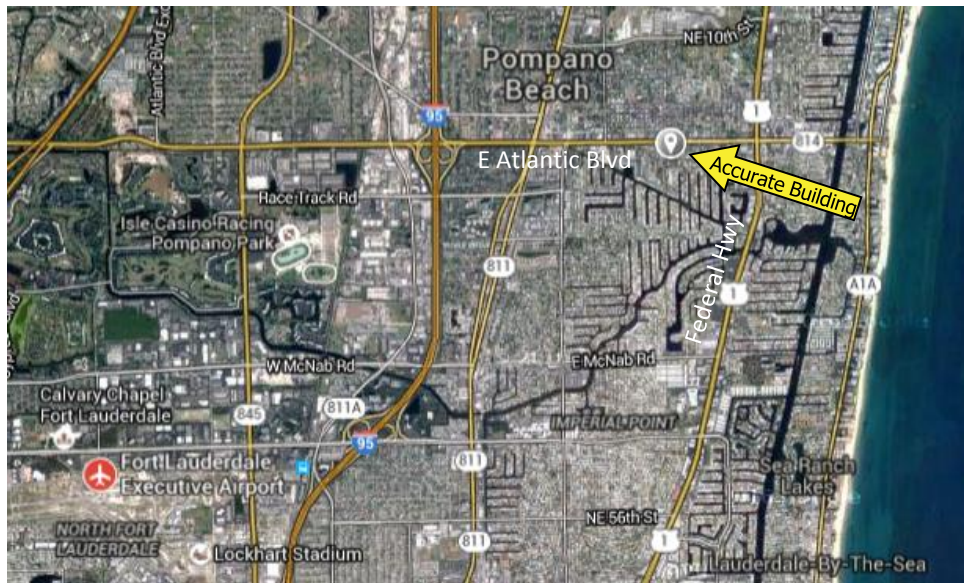 NE 10th St
Pompano
Beach
Atlantic Blvd
95
1
814
E Atlantic Blvd
Accurate Building
Race Track Rd
Isle Casino Racing
Pompano Park
811
Federal Hwy
1
A1A
W McNab Rd
E McNab Rd
Calvary Chapel
Fort Lauderdale
845
811A
IMPERIAL POINT
95
Fort Lauderdale
Executive Airport
811
Sea Ranch
Lakes
NE 56th St
NORTH FORT
LAUDERDALE
Lockhart Stadium
811
1
Lauderdale-By-The-Sea